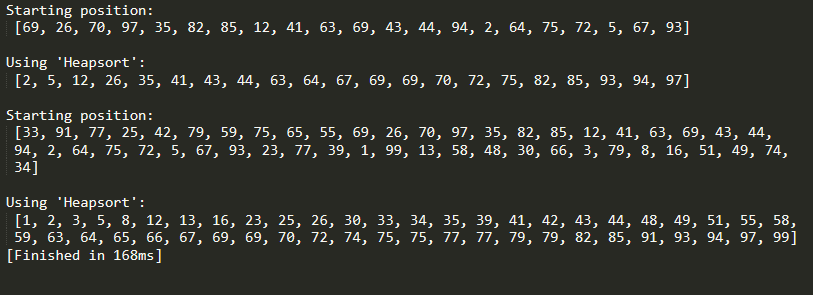 Starting position:
[69, 26, 70, 97, 35, 82, 85, 12, 41, 63, 69, 43, 44, 94, 2, 64, 75, 72, 5, 67, 93]
Using 'Heapsort':
[2, 5, 12, 26, 35, 41, 43, 44, 63, 64, 67, 69, 69, 70, 72, 75, 82, 85, 93, 94, 97]
Starting position:
[33, 91, 77, 25, 42, 79, 59, 75, 65, 55, 69, 26, 70, 97, 35, 82, 85, 12, 41, 63, 69, 43, 44,
94, 2, 64, 75, 72, 5, 67, 93, 23, 77, 39, 1, 99, 13, 58, 48, 30, 66, 3, 79, 8, 16, 51, 49, 74,
34]
Using 'Heapsort':
[1, 2, 3, 5, 8, 12, 13, 16, 23, 25, 26, 30, 33, 34, 35, 39, 41, 42, 43, 44, 48, 49, 51, 55, 58,
59, 63, 64, 65, 66, 67, 69, 69, 70, 72, 74, 75, 75, 77, 77, 79, 79, 82, 85, 91, 93, 94, 97, 99]
[Finished in 168ms]